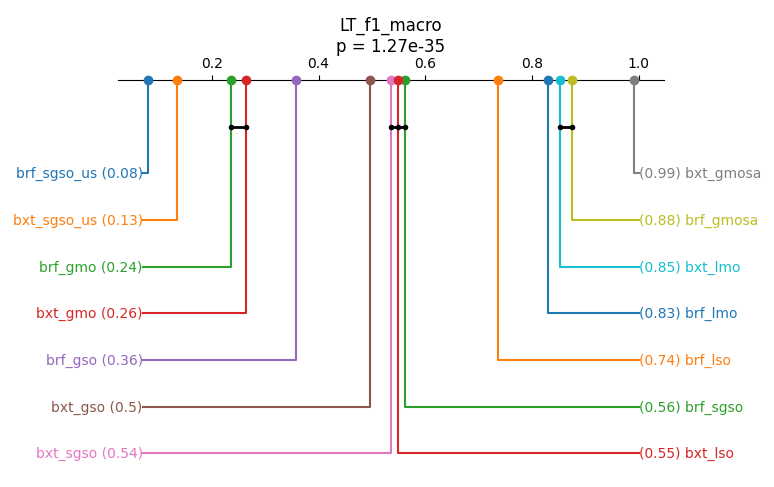 LT_f1_macro
p = 1.27e-35
0.2 0.4 0.6 0.8 1.0
brf_sgso_us (0.08) (0.99) bxt_gmosa
bxt_sgso_us (0.13) (0.88) brf_gmosa
brf_gmo (0.24) (0.85) bxt_lmo
bxt_gmo (0.26) (0.83) brf_lmo
brf_gso (0.36) (0.74) brf_lso
bxt_gso (0.5) (0.56) brf_sgso
bxt_sgso (0.54) (0.55) bxt_lso